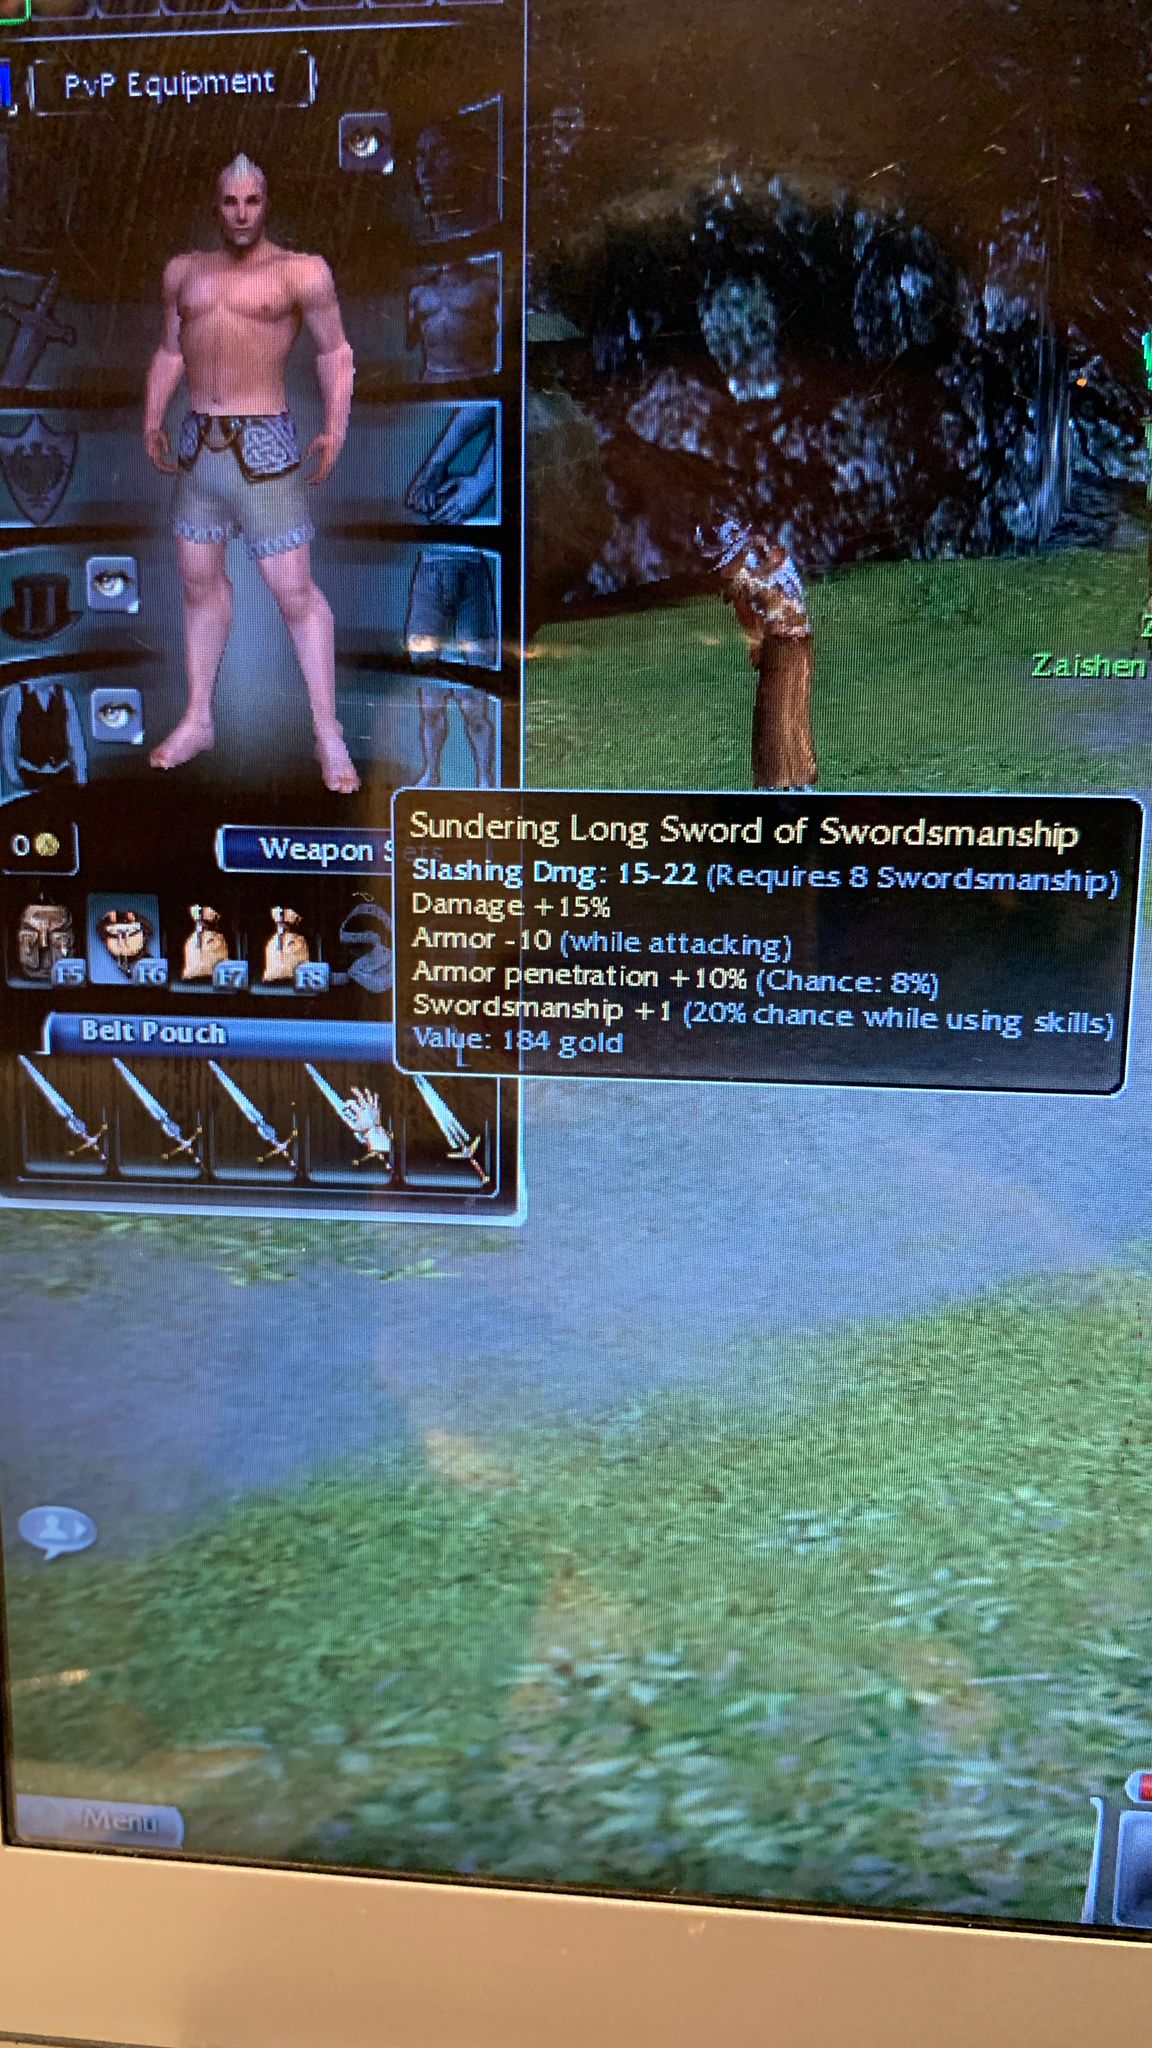 PvP Equipment
Zaishen
0
Weapon Sets
Sundering Long Sword of Swordsmanship
Slashing Dmg: 15-22 (Requires 8 Swordsmanship)
Damage +15%
Armor -10 (while attacking)
Armor penetration +10% (Chance: 8%)
Swordsmanship +1 (20% chance while using skills)
Value: 184 gold
F5 F6 F7 F8
Belt Pouch
Menu